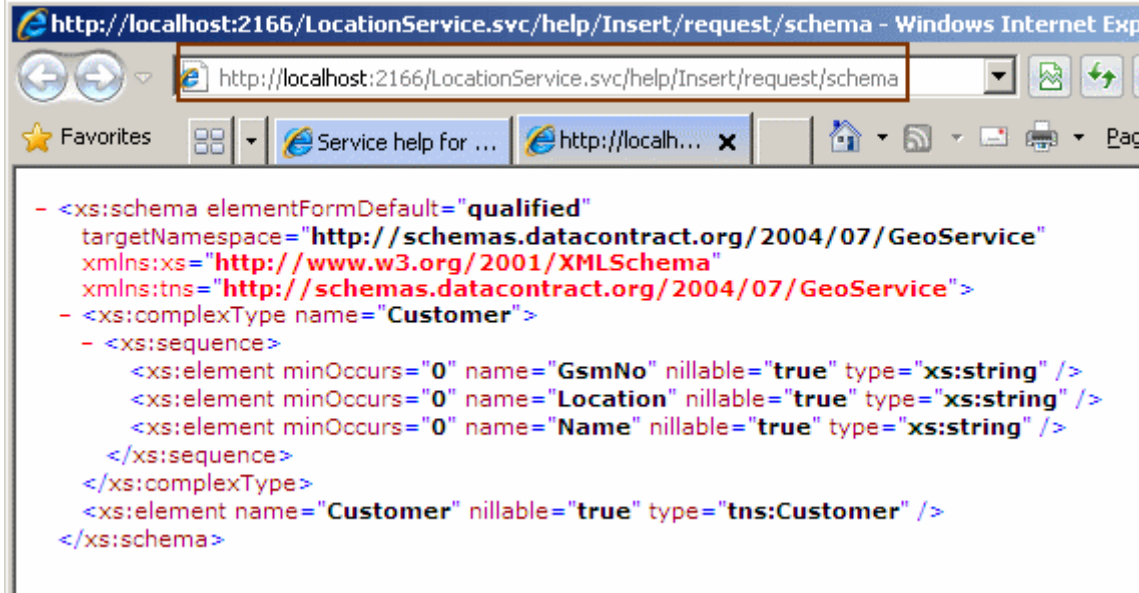 http://localhost:2166/LocationService.svc/help/Insert/request/schema - Windows Internet Exp
http://localhost:2166/LocationService.svc/help/Insert/request/schema
Favorites Service help for ... http://localh... Pag
- <xs:schema elementFormDefault="qualified"
targetNamespace="http://schemas.datacontract.org/2004/07/GeoService"
xmlns:xs="http://www.w3.org/2001/XMLSchema"
xmlns:tns="http://schemas.datacontract.org/2004/07/GeoService">
- <xs:complexType name="Customer">
- <xs:sequence>
<xs:element minOccurs="0" name="GsmNo" nillable="true" type="xs:string" />
<xs:element minOccurs="0" name="Location" nillable="true" type="xs:string" />
<xs:element minOccurs="0" name="Name" nillable="true" type="xs:string" />
</xs:sequence>
</xs:complexType>
<xs:element name="Customer" nillable="true" type="tns:Customer" />
</xs:schema>